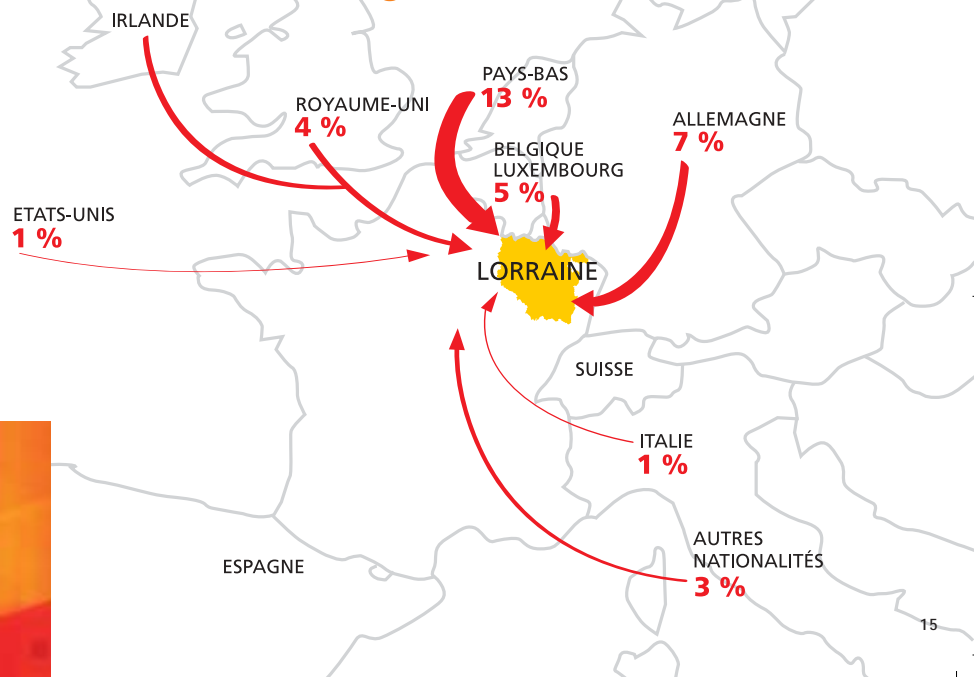 IRLANDE
ROYAUME-UNI
4 %
PAYS-BAS
13 %
BELGIQUE
LUXEMBOURG
5 %
ALLEMAGNE
7 %
ETATS-UNIS
1 %
LORRAINE
SUISSE
ITALIE
1 %
ESPAGNE
AUTRES
NATIONALITÉS
3 %
15